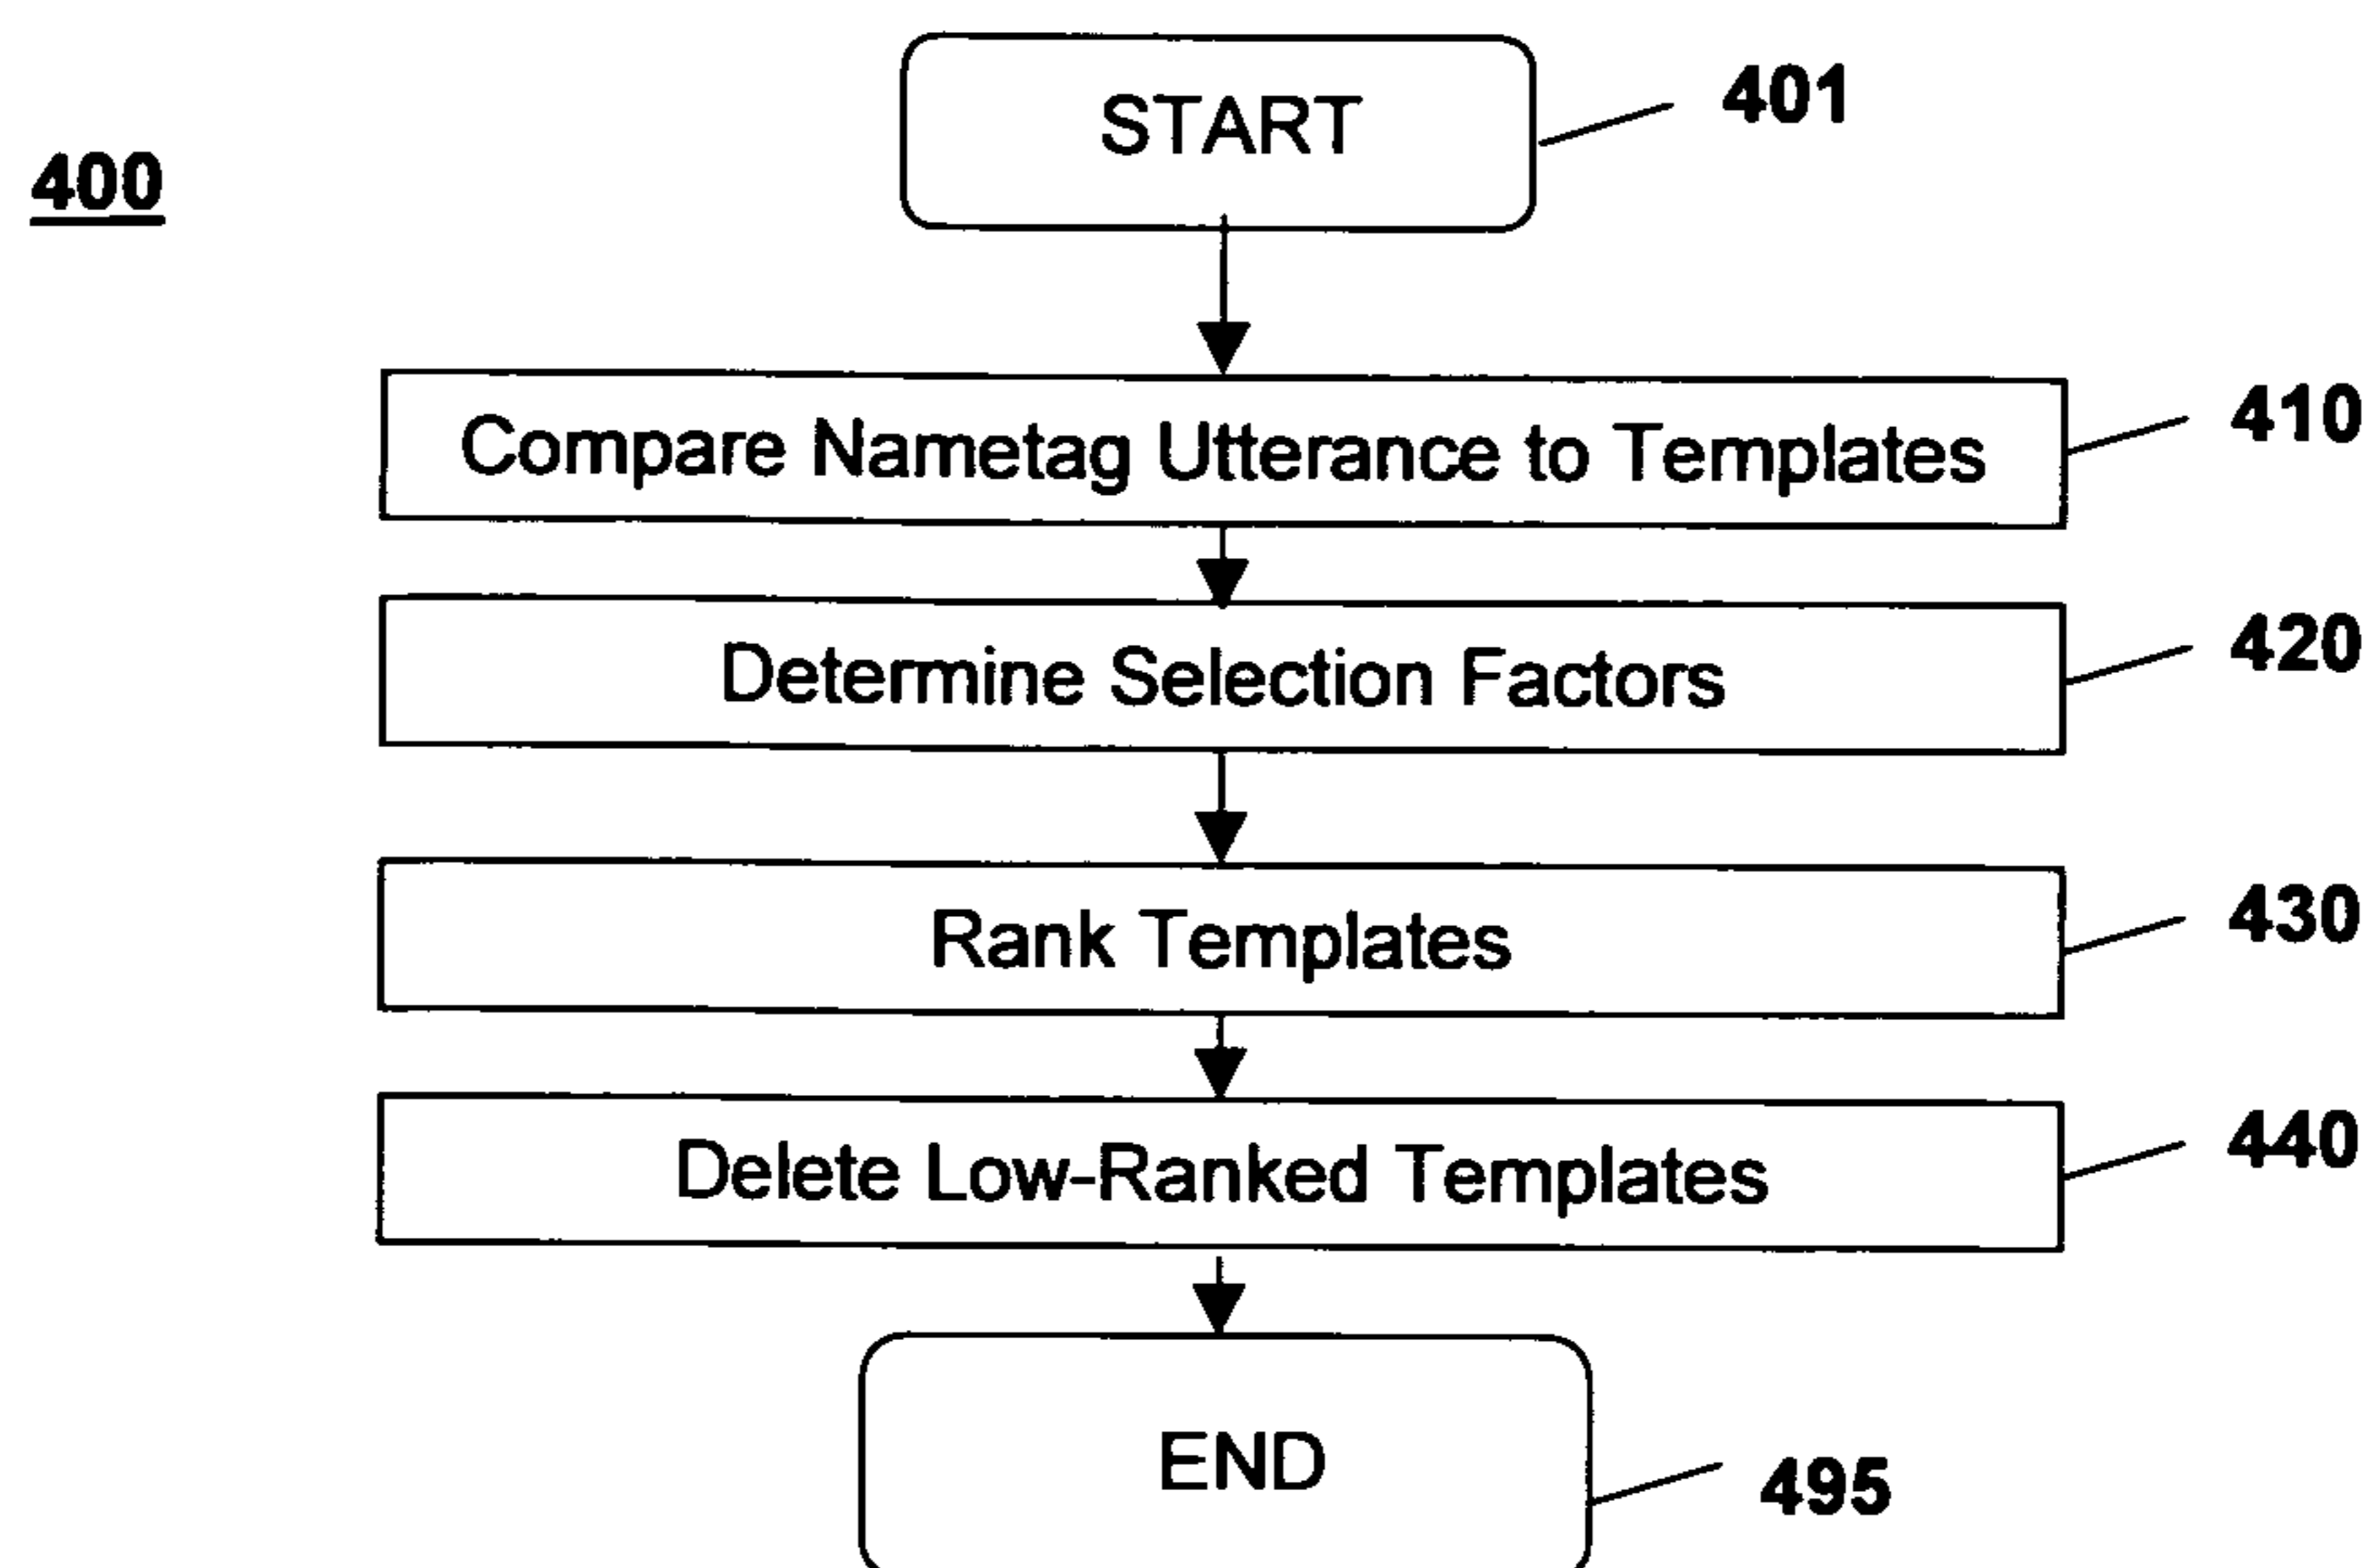 START
401
400
Compare Nametag Utterance to Templates
410
Determine Selection Factors
420
Rank Templates
430
Delete Low-Ranked Templates
440
END
495